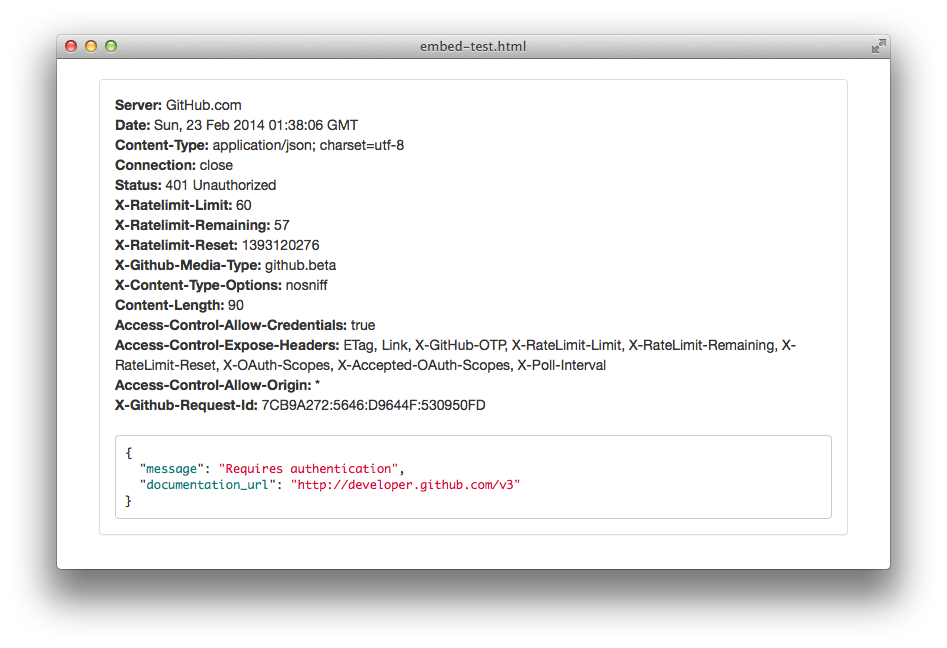 embed-test.html
Server: GitHub.com
Date: Sun, 23 Feb 2014 01:38:06 GMT
Content-Type: application/json; charset=utf-8
Connection: close
Status: 401 Unauthorized
X-Ratelimit-Limit: 60
X-Ratelimit-Remaining: 57
X-Ratelimit-Reset: 1393120276
X-Github-Media-Type: github.beta
X-Content-Type-Options: nosniff
Content-Length: 90
Access-Control-Allow-Credentials: true
Access-Control-Expose-Headers: ETag, Link, X-GitHub-OTP, X-RateLimit-Limit, X-RateLimit-Remaining, X-
RateLimit-Reset, X-OAuth-Scopes, X-Accepted-OAuth-Scopes, X-Poll-Interval
Access-Control-Allow-Origin: *
X-Github-Request-Id: 7CB9A272:5646:D9644F:530950FD
{
  "message": "Requires authentication",
  "documentation_url": "http://developer.github.com/v3"
}